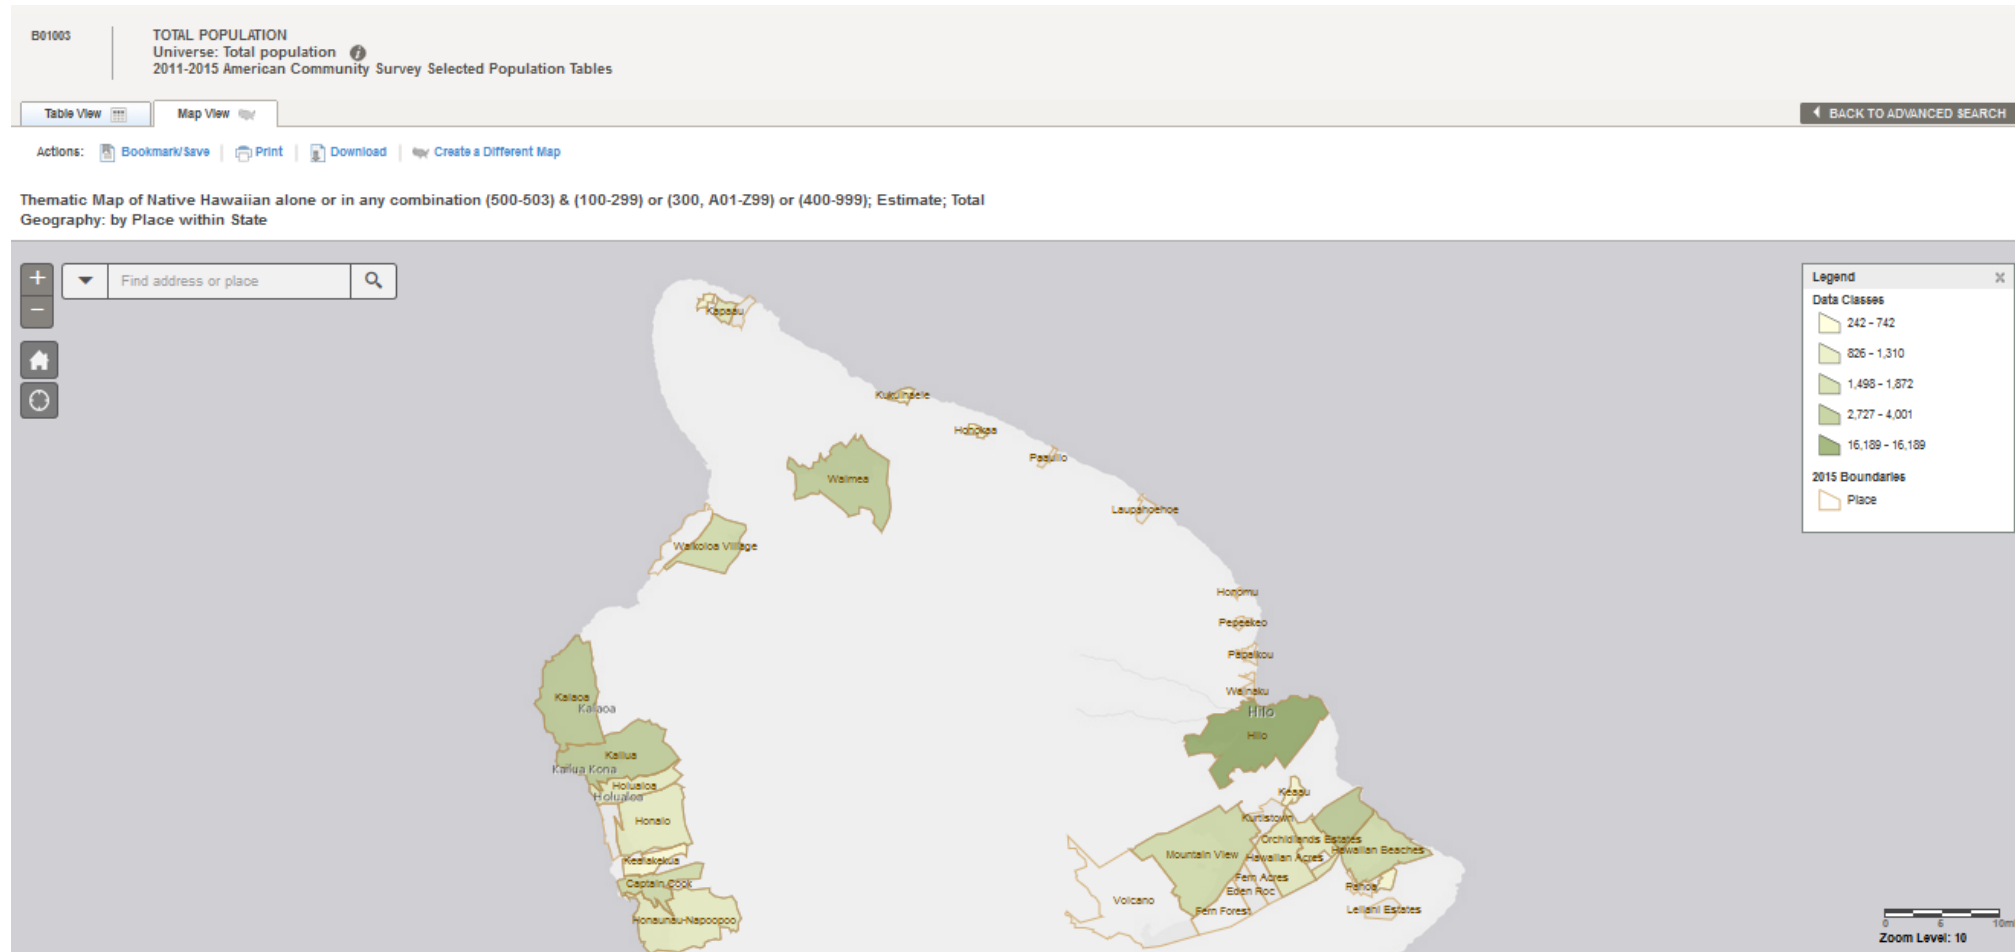 B01003
TOTAL POPULATION
Universe: Total population
2011-2015 American Community Survey Selected Population Tables
Table View
Map View
BACK TO ADVANCED SEARCH
Actions:
Bookmark/Save
Print
Download
Create a Different Map
Thematic Map of Native Hawaiian alone or in any combination (500-503) & (100-299) or (300, A01-Z99) or (400-999); Estimate; Total
Geography: by Place within State
+
−
Find address or place
Legend
Data Classes
242 - 742
826 - 1,310
1,498 - 1,872
2,727 - 4,001
16,189 - 16,189
2015 Boundaries
Place
Kapaau
Kukuihaele
Honokaa
Paauilo
Waimea
Laupahoehoe
Waikoloa Village
Honomu
Pepeekeo
Papaikou
Wainaku
Kalaoa
Kalaoa
Hilo
Hilo
Kailua
Kailua Kona
Holualoa
Holualoa
Keaau
Honalo
Kurtistown
Orchidlands Estates
Hawaiian Beaches
Mountain View
Hawaiian Acres
Kealakekua
Fern Acres
Captain Cook
Eden Roc
Pahoa
Volcano
Fern Forest
Leilani Estates
Honaunau-Napoopoo
0 5 10mi
Zoom Level: 10